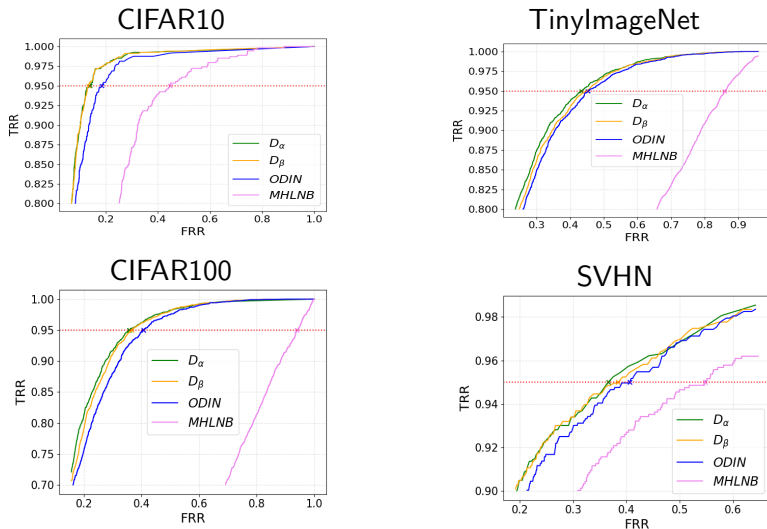 CIFAR10
1.000
0.975
0.950
0.925
0.900
0.875
0.850
0.825
0.800
TRR
Dα
Dβ
ODIN
MHLNB
0.2 0.4 0.6 0.8 1.0
FRR
TinyImageNet
1.000
0.975
0.950
0.925
0.900
0.875
0.850
0.825
0.800
TRR
Dα
Dβ
ODIN
MHLNB
0.3 0.4 0.5 0.6 0.7 0.8 0.9
FRR
CIFAR100
1.00
0.95
0.90
0.85
0.80
0.75
0.70
TRR
Dα
Dβ
ODIN
MHLNB
0.2 0.4 0.6 0.8 1.0
FRR
SVHN
0.98
0.96
0.94
0.92
0.90
TRR
Dα
Dβ
ODIN
MHLNB
0.2 0.3 0.4 0.5 0.6
FRR